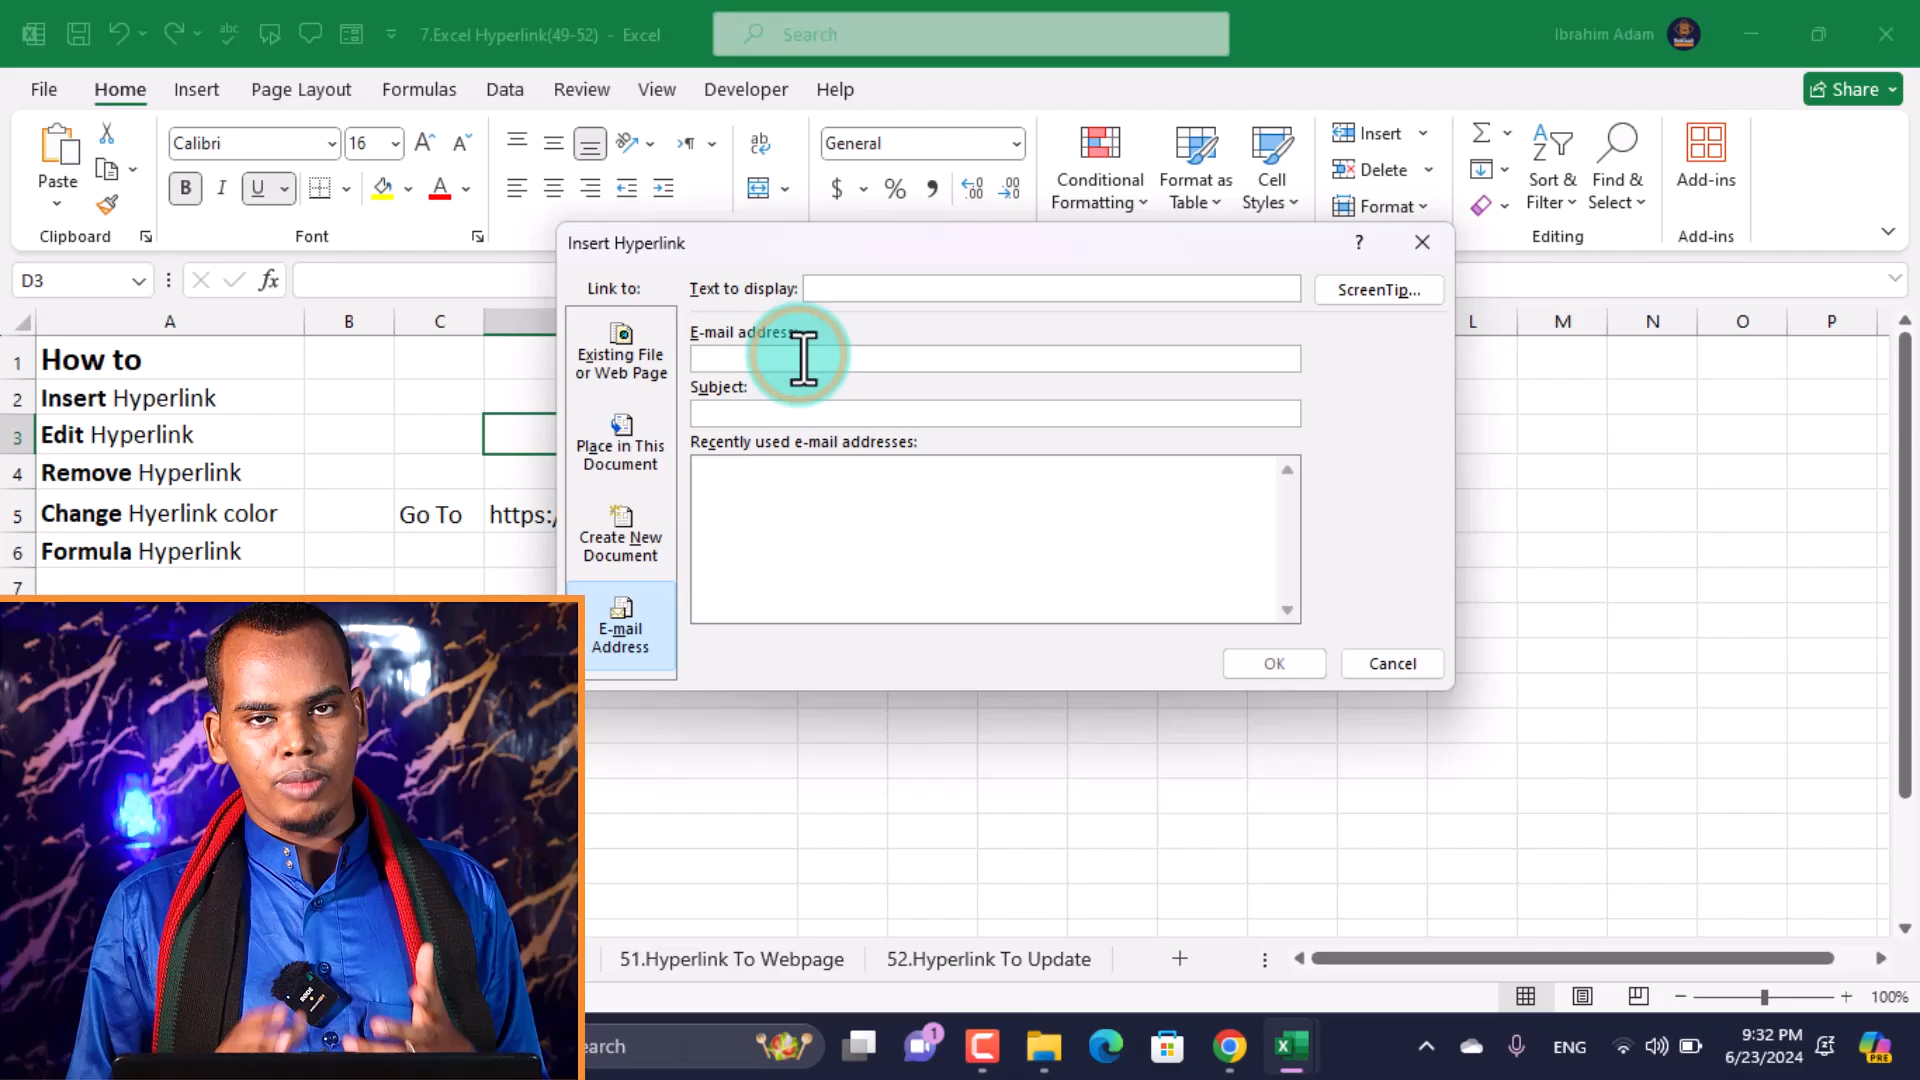 7.Excel Hyperlink(49-52) - Excel
Search
Ibrahim Adam
File Home Insert Page Layout Formulas Data Review View Developer Help
Share
Paste
Clipboard
Calibri 16
B I U A
Font
ab
General
$ % ,
Conditional Formatting
Format as Table
Cell Styles
Insert
Delete
Format
Sort & Filter
Find & Select
Editing
Add-ins
Add-ins
D3
fx
A B C L M N O P
1 How to
2 Insert Hyperlink
3 Edit Hyperlink
4 Remove Hyperlink
5 Change Hyerlink color Go To https:/
6 Formula Hyperlink
7
Insert Hyperlink
?
Link to:
Text to display:
ScreenTip...
Existing File or Web Page
Place in This Document
Create New Document
E-mail Address
E-mail address:
Subject:
Recently used e-mail addresses:
OK Cancel
RODE
51.Hyperlink To Webpage 52.Hyperlink To Update
100%
earch
1
ENG
9:32 PM
6/23/2024
PRE